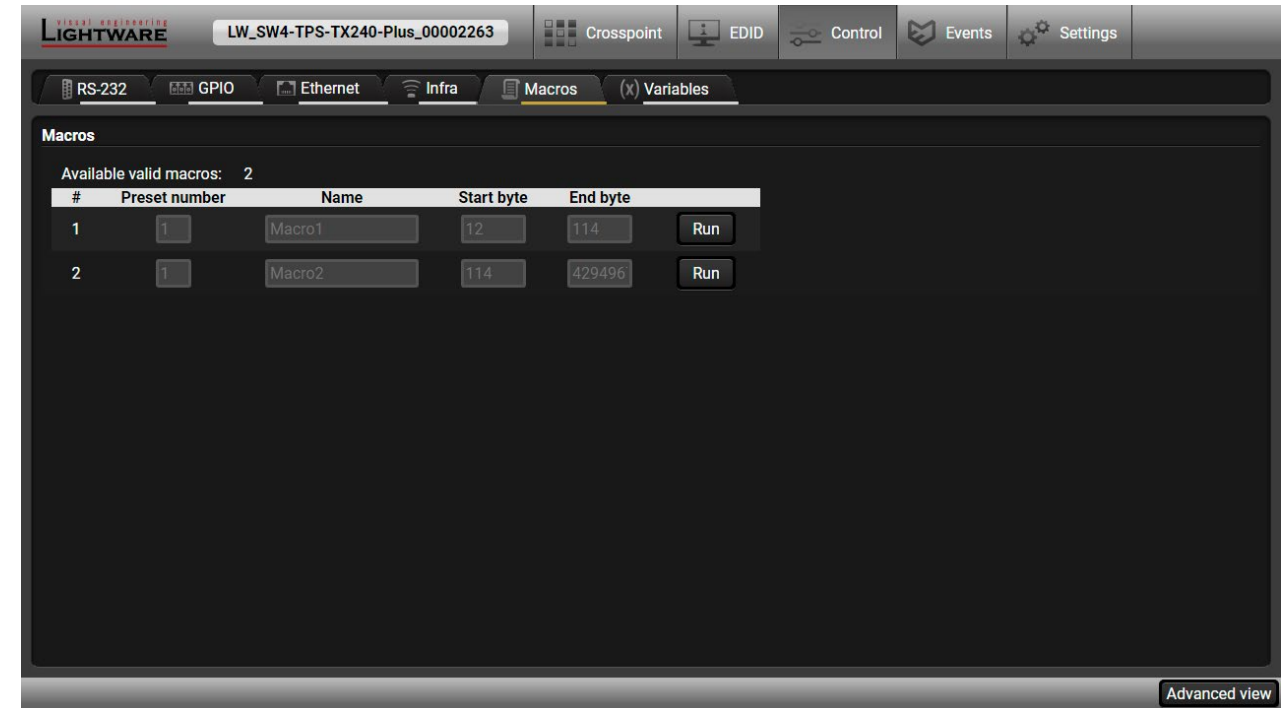 visual engineering
LIGHTWARE
LW_SW4-TPS-TX240-Plus_00002263
Crosspoint
EDID
Control
Events
Settings
RS-232
GPIO
Ethernet
Infra
Macros
(x) Variables
Macros
Available valid macros: 2
# Preset number Name Start byte End byte
1 1 Macro1 12 114 Run
2 1 Macro2 114 429496 Run
Advanced view